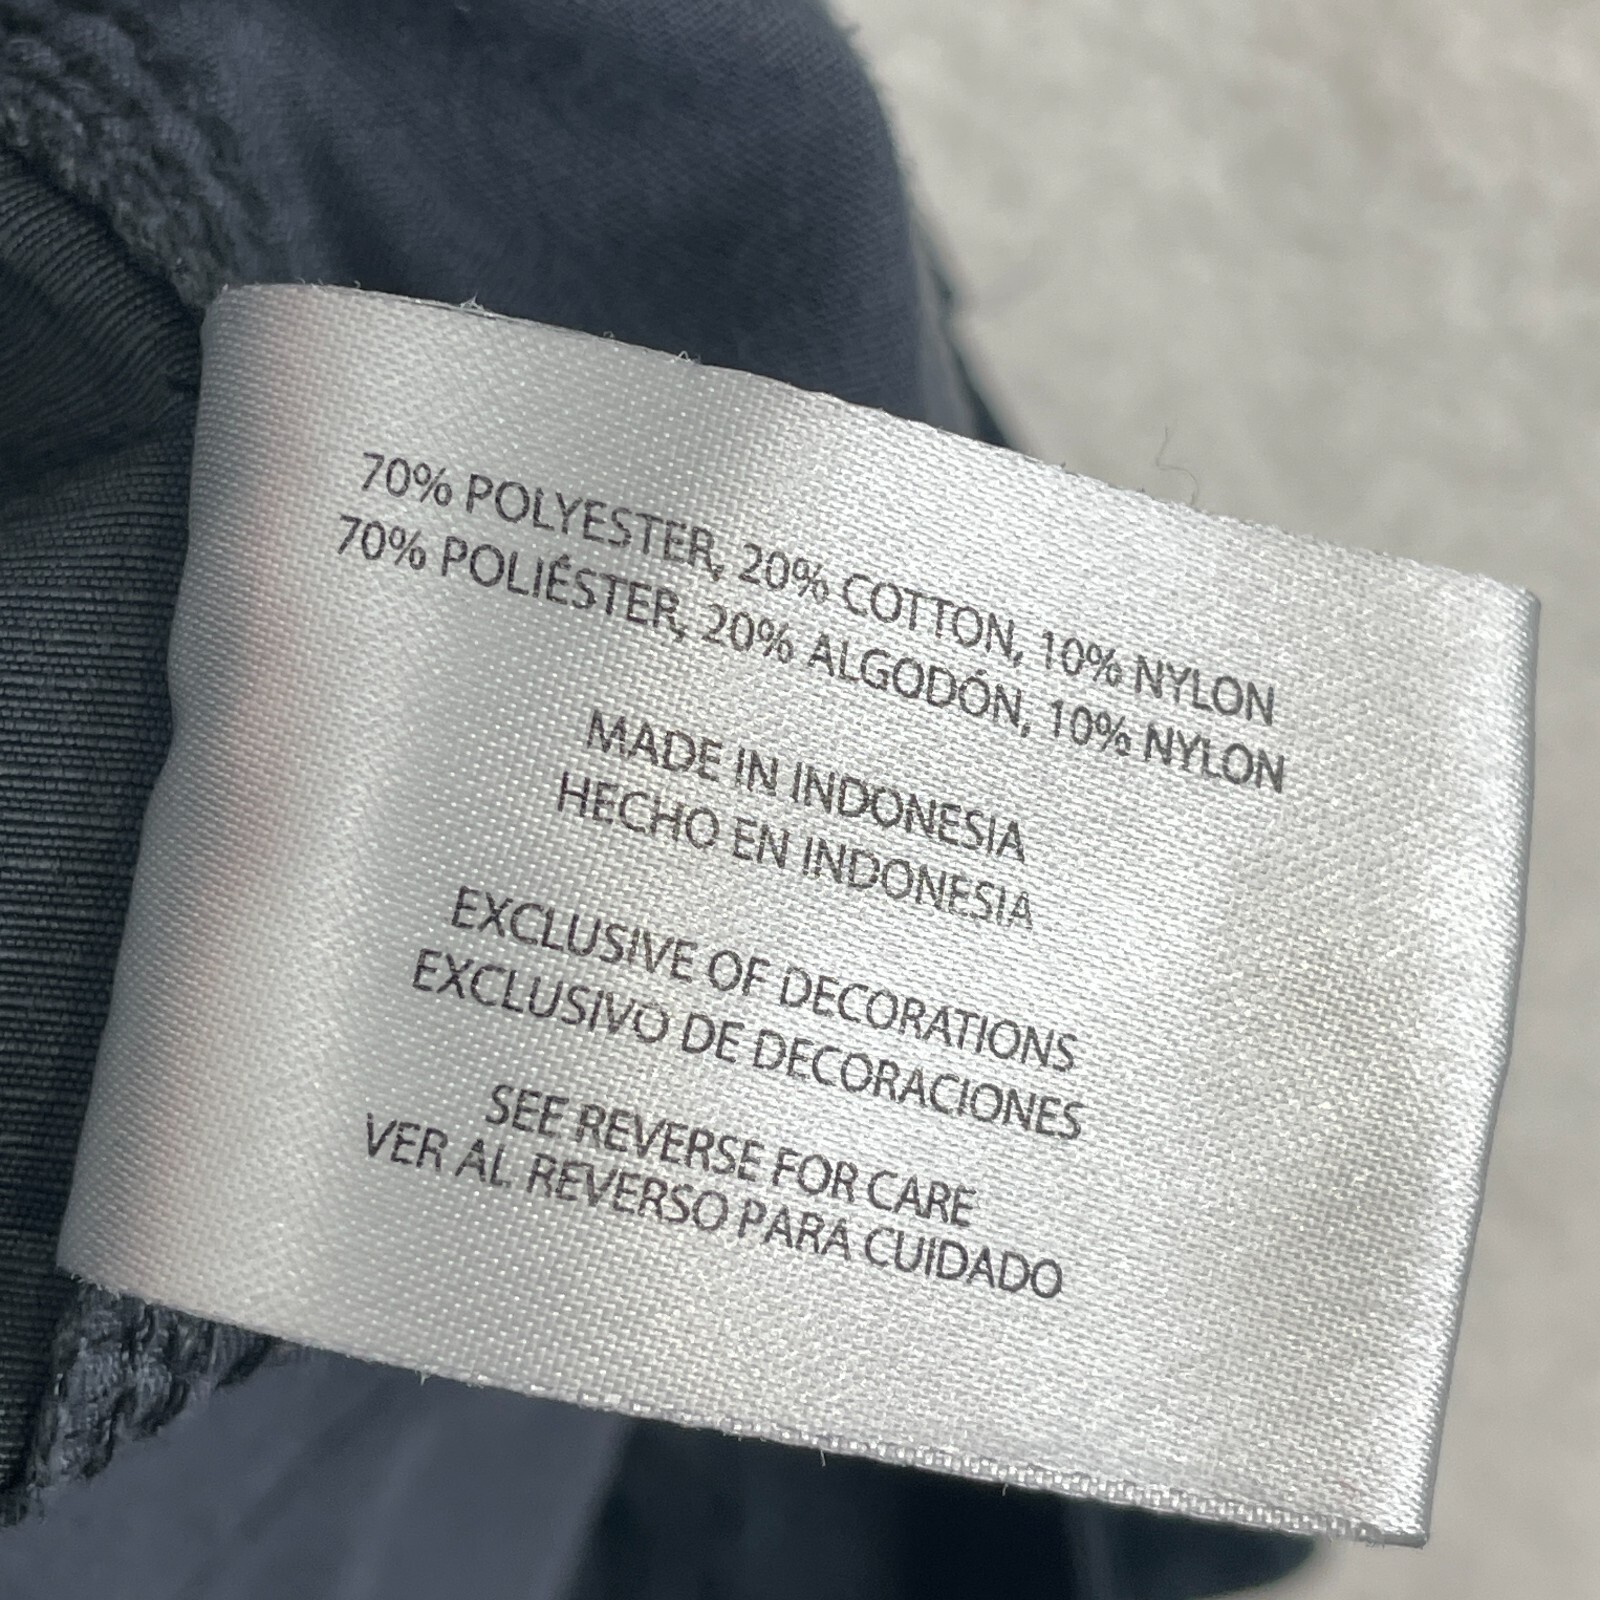 70% POLYESTER, 20% COTTON, 10% NYLON
70% POLIÉSTER, 20% ALGODÓN, 10% NYLON
MADE IN INDONESIA
HECHO EN INDONESIA
EXCLUSIVE OF DECORATIONS
EXCLUSIVO DE DECORACIONES
SEE REVERSE FOR CARE
VER AL REVERSO PARA CUIDADO